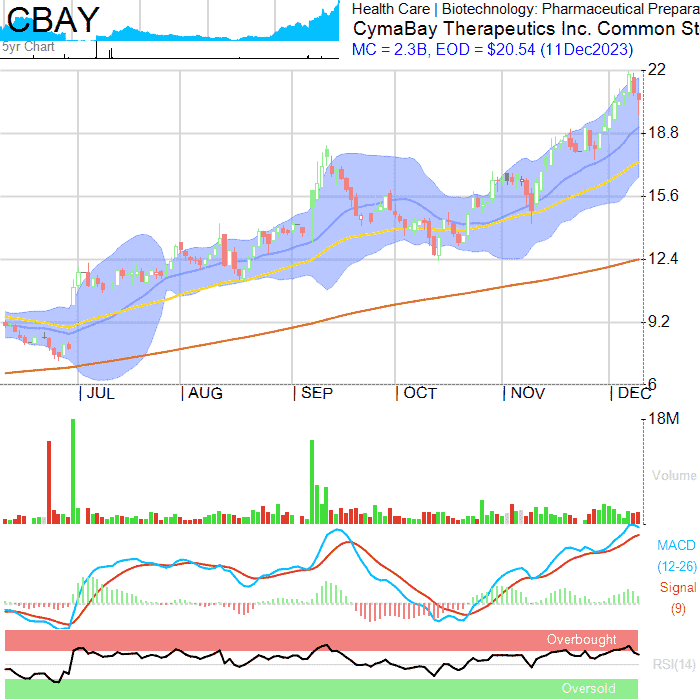 CBAY
5yr Chart
Health Care | Biotechnology: Pharmaceutical Prepara
CymaBay Therapeutics Inc. Common St
MC = 2.3B, EOD = $20.54 (11Dec2023)
22
18.8
15.6
12.4
9.2
6
JUL AUG SEP OCT NOV DEC
18M
Volume
MACD
(12-26)
Signal
(9)
Overbought
RSI(14)
Oversold